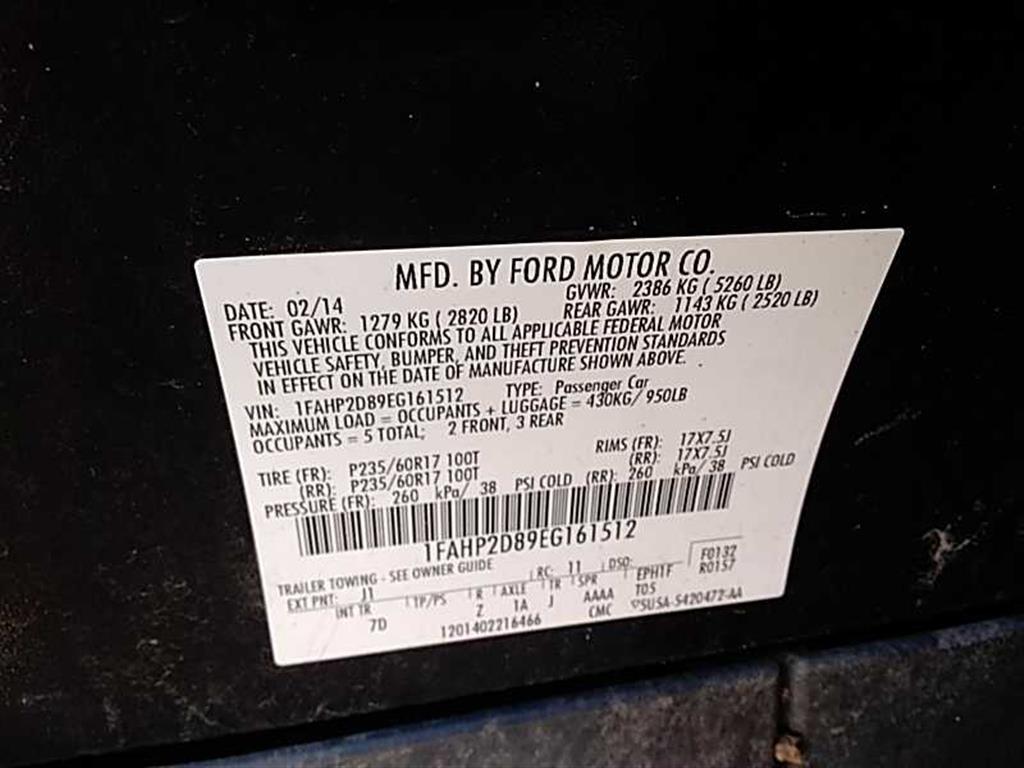 MFD. BY FORD MOTOR CO.
DATE: 02/14 GVWR: 2386 KG ( 5260 LB)
FRONT GAWR: 1279 KG ( 2820 LB) REAR GAWR: 1143 KG ( 2520 LB)
THIS VEHICLE CONFORMS TO ALL APPLICABLE FEDERAL MOTOR
VEHICLE SAFETY, BUMPER, AND THEFT PREVENTION STANDARDS
IN EFFECT ON THE DATE OF MANUFACTURE SHOWN ABOVE.
VIN: 1FAHP2D89EG161512 TYPE: Passenger Car
MAXIMUM LOAD = OCCUPANTS + LUGGAGE = 430KG/ 950LB
OCCUPANTS = 5 TOTAL; 2 FRONT, 3 REAR
TIRE (FR): P235/60R17 100T RIMS (FR): 17X7.5J
(RR): P235/60R17 100T (RR): 17X7.5J
PRESSURE (FR): 260 kPa/ 38 PSI COLD (RR): 260 kPa/ 38 PSI COLD
1FAHP2D89EG161512
TRAILER TOWING - SEE OWNER GUIDE F0132
EXT PNT: J1 RC: 11 DSO: R0157
INT TR TP/PS R AXLE TR SPR EPH1F
7D 2 1A J AAAA T05
1201402216466 CMC 5U5A-5420472-AA